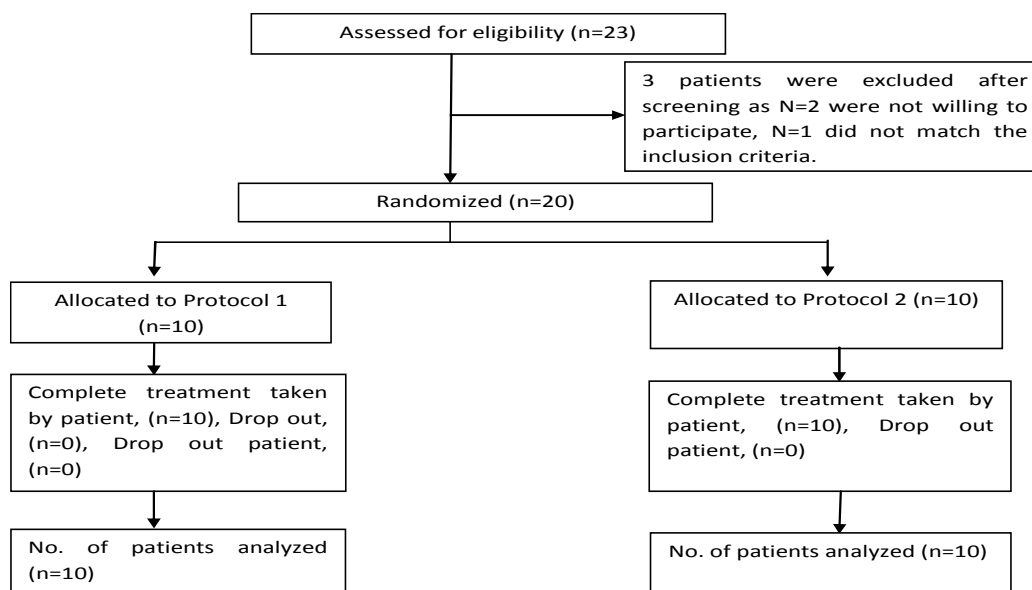 Assessed for eligibility (n=23)
3 patients were excluded after
screening as N=2 were not willing to
participate, N=1 did not match the
inclusion criteria.
Randomized (n=20)
Allocated to Protocol 1
(n=10)
Allocated to Protocol 2 (n=10)
Complete treatment taken
by patient, (n=10), Drop out,
(n=0), Drop out patient,
(n=0)
Complete treatment taken by
patient, (n=10), Drop out
patient, (n=0)
No. of patients analyzed
(n=10)
No. of patients analyzed (n=10)